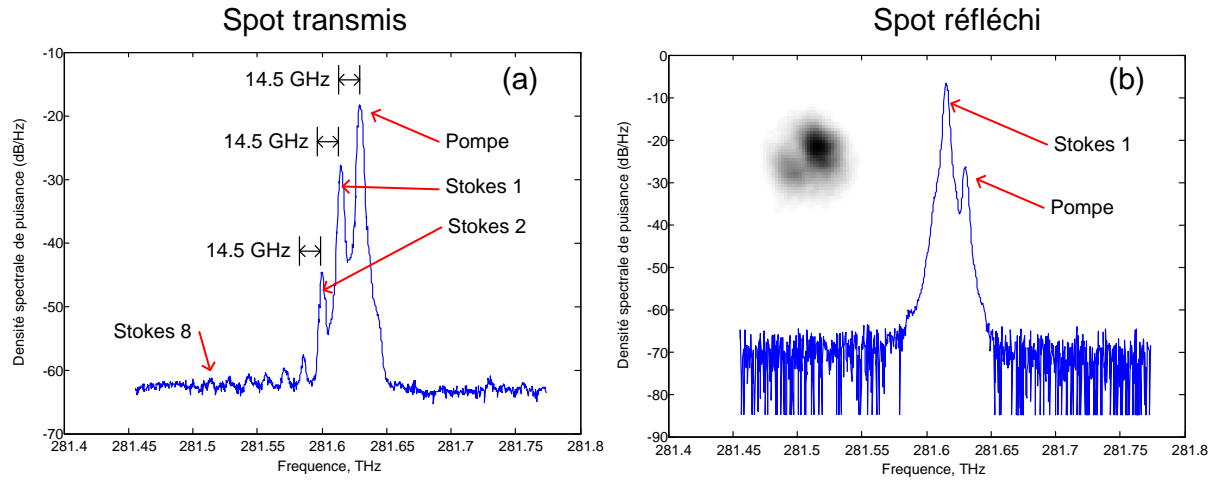 Spot transmis
Spot réfléchi
(a)
14.5 GHz
14.5 GHz
14.5 GHz
Pompe
Stokes 1
Stokes 2
Stokes 8
Densité spectrale de puisance (dB/Hz)
-10
-20
-30
-40
-50
-60
-70
281.4
281.45
281.5
281.55
281.6
281.65
281.7
281.75
281.8
Frequence, THz
(b)
Stokes 1
Pompe
Densité spectrale de puisance (dB/Hz)
0
-10
-20
-30
-40
-50
-60
-70
-80
-90
281.4
281.45
281.5
281.55
281.6
281.65
281.7
281.75
281.8
Frequence, THz